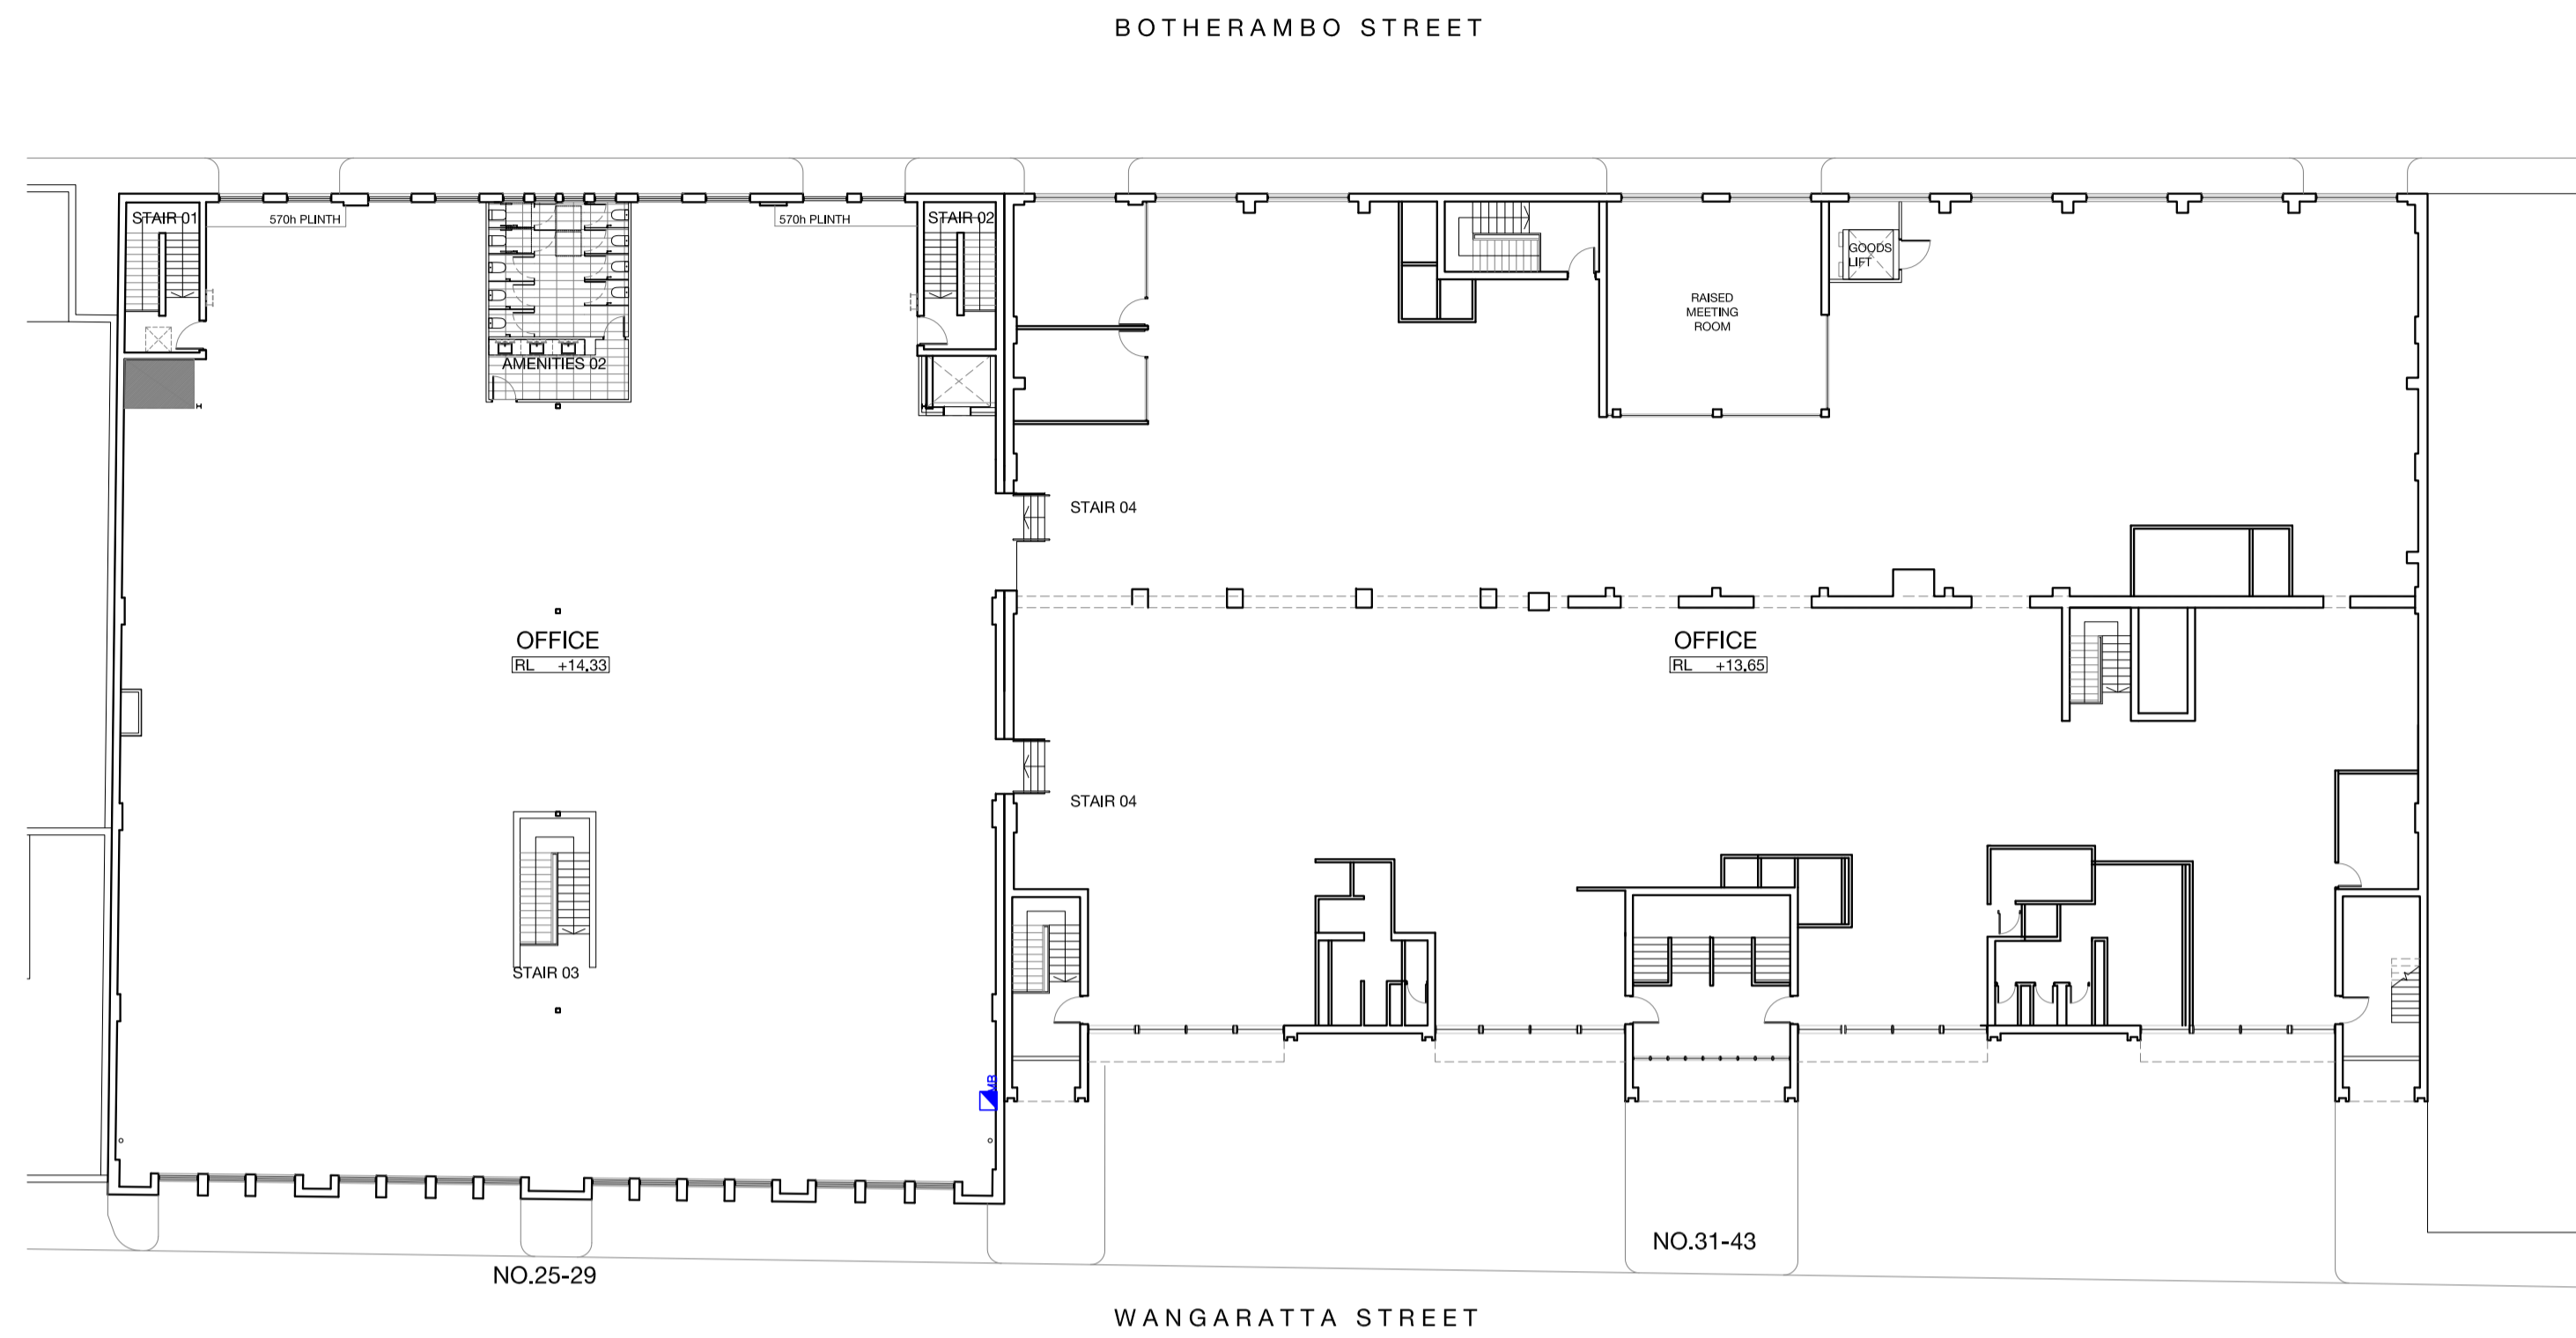 BOTHERAMBO STREET
STAIR 01
570h PLINTH
570h PLINTH
STAIR 02
GOODS
LIFT
RAISED
MEETING
ROOM
AMENITIES 02
STAIR 04
OFFICE
RL +14.33
OFFICE
RL +13.65
STAIR 04
STAIR 03
MB
NO.31-43
NO.25-29
WANGARATTA STREET